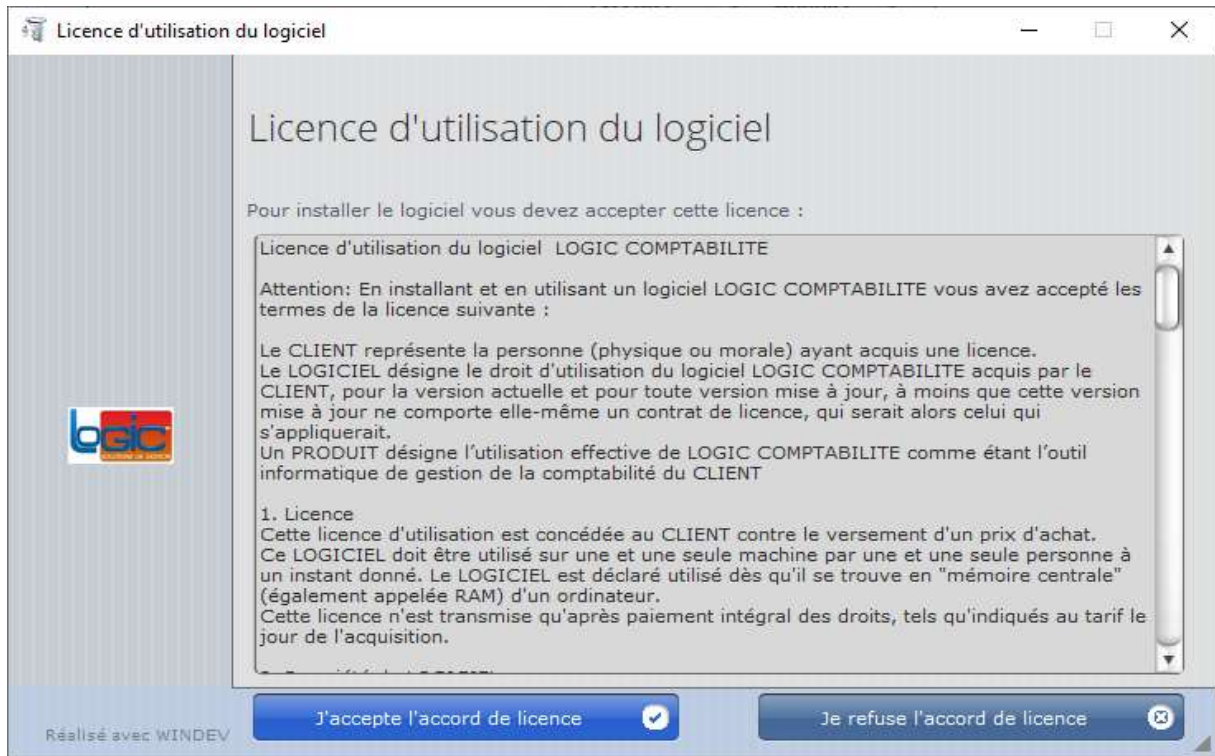 Licence d'utilisation du logiciel
Licence d'utilisation du logiciel
Pour installer le logiciel vous devez accepter cette licence :
Licence d'utilisation du logiciel  LOGIC COMPTABILITE
Attention: En installant et en utilisant un logiciel LOGIC COMPTABILITE vous avez accepté les
termes de la licence suivante :
Le CLIENT représente la personne (physique ou morale) ayant acquis une licence.
Le LOGICIEL désigne le droit d'utilisation du logiciel LOGIC COMPTABILITE acquis par le
CLIENT, pour la version actuelle et pour toute version mise à jour, à moins que cette version
mise à jour ne comporte elle-même un contrat de licence, qui serait alors celui qui
s'appliquerait.
Un PRODUIT désigne l’utilisation effective de LOGIC COMPTABILITE comme étant l’outil
informatique de gestion de la comptabilité du CLIENT
1. Licence
Cette licence d'utilisation est concédée au CLIENT contre le versement d'un prix d'achat.
Ce LOGICIEL doit être utilisé sur une et une seule machine par une et une seule personne à
un instant donné. Le LOGICIEL est déclaré utilisé dès qu'il se trouve en "mémoire centrale"
(également appelée RAM) d'un ordinateur.
Cette licence n'est transmise qu'après paiement intégral des droits, tels qu'indiqués au tarif le
jour de l'acquisition.
logic
J'accepte l'accord de licence
Je refuse l'accord de licence
Réalisé avec WINDEV